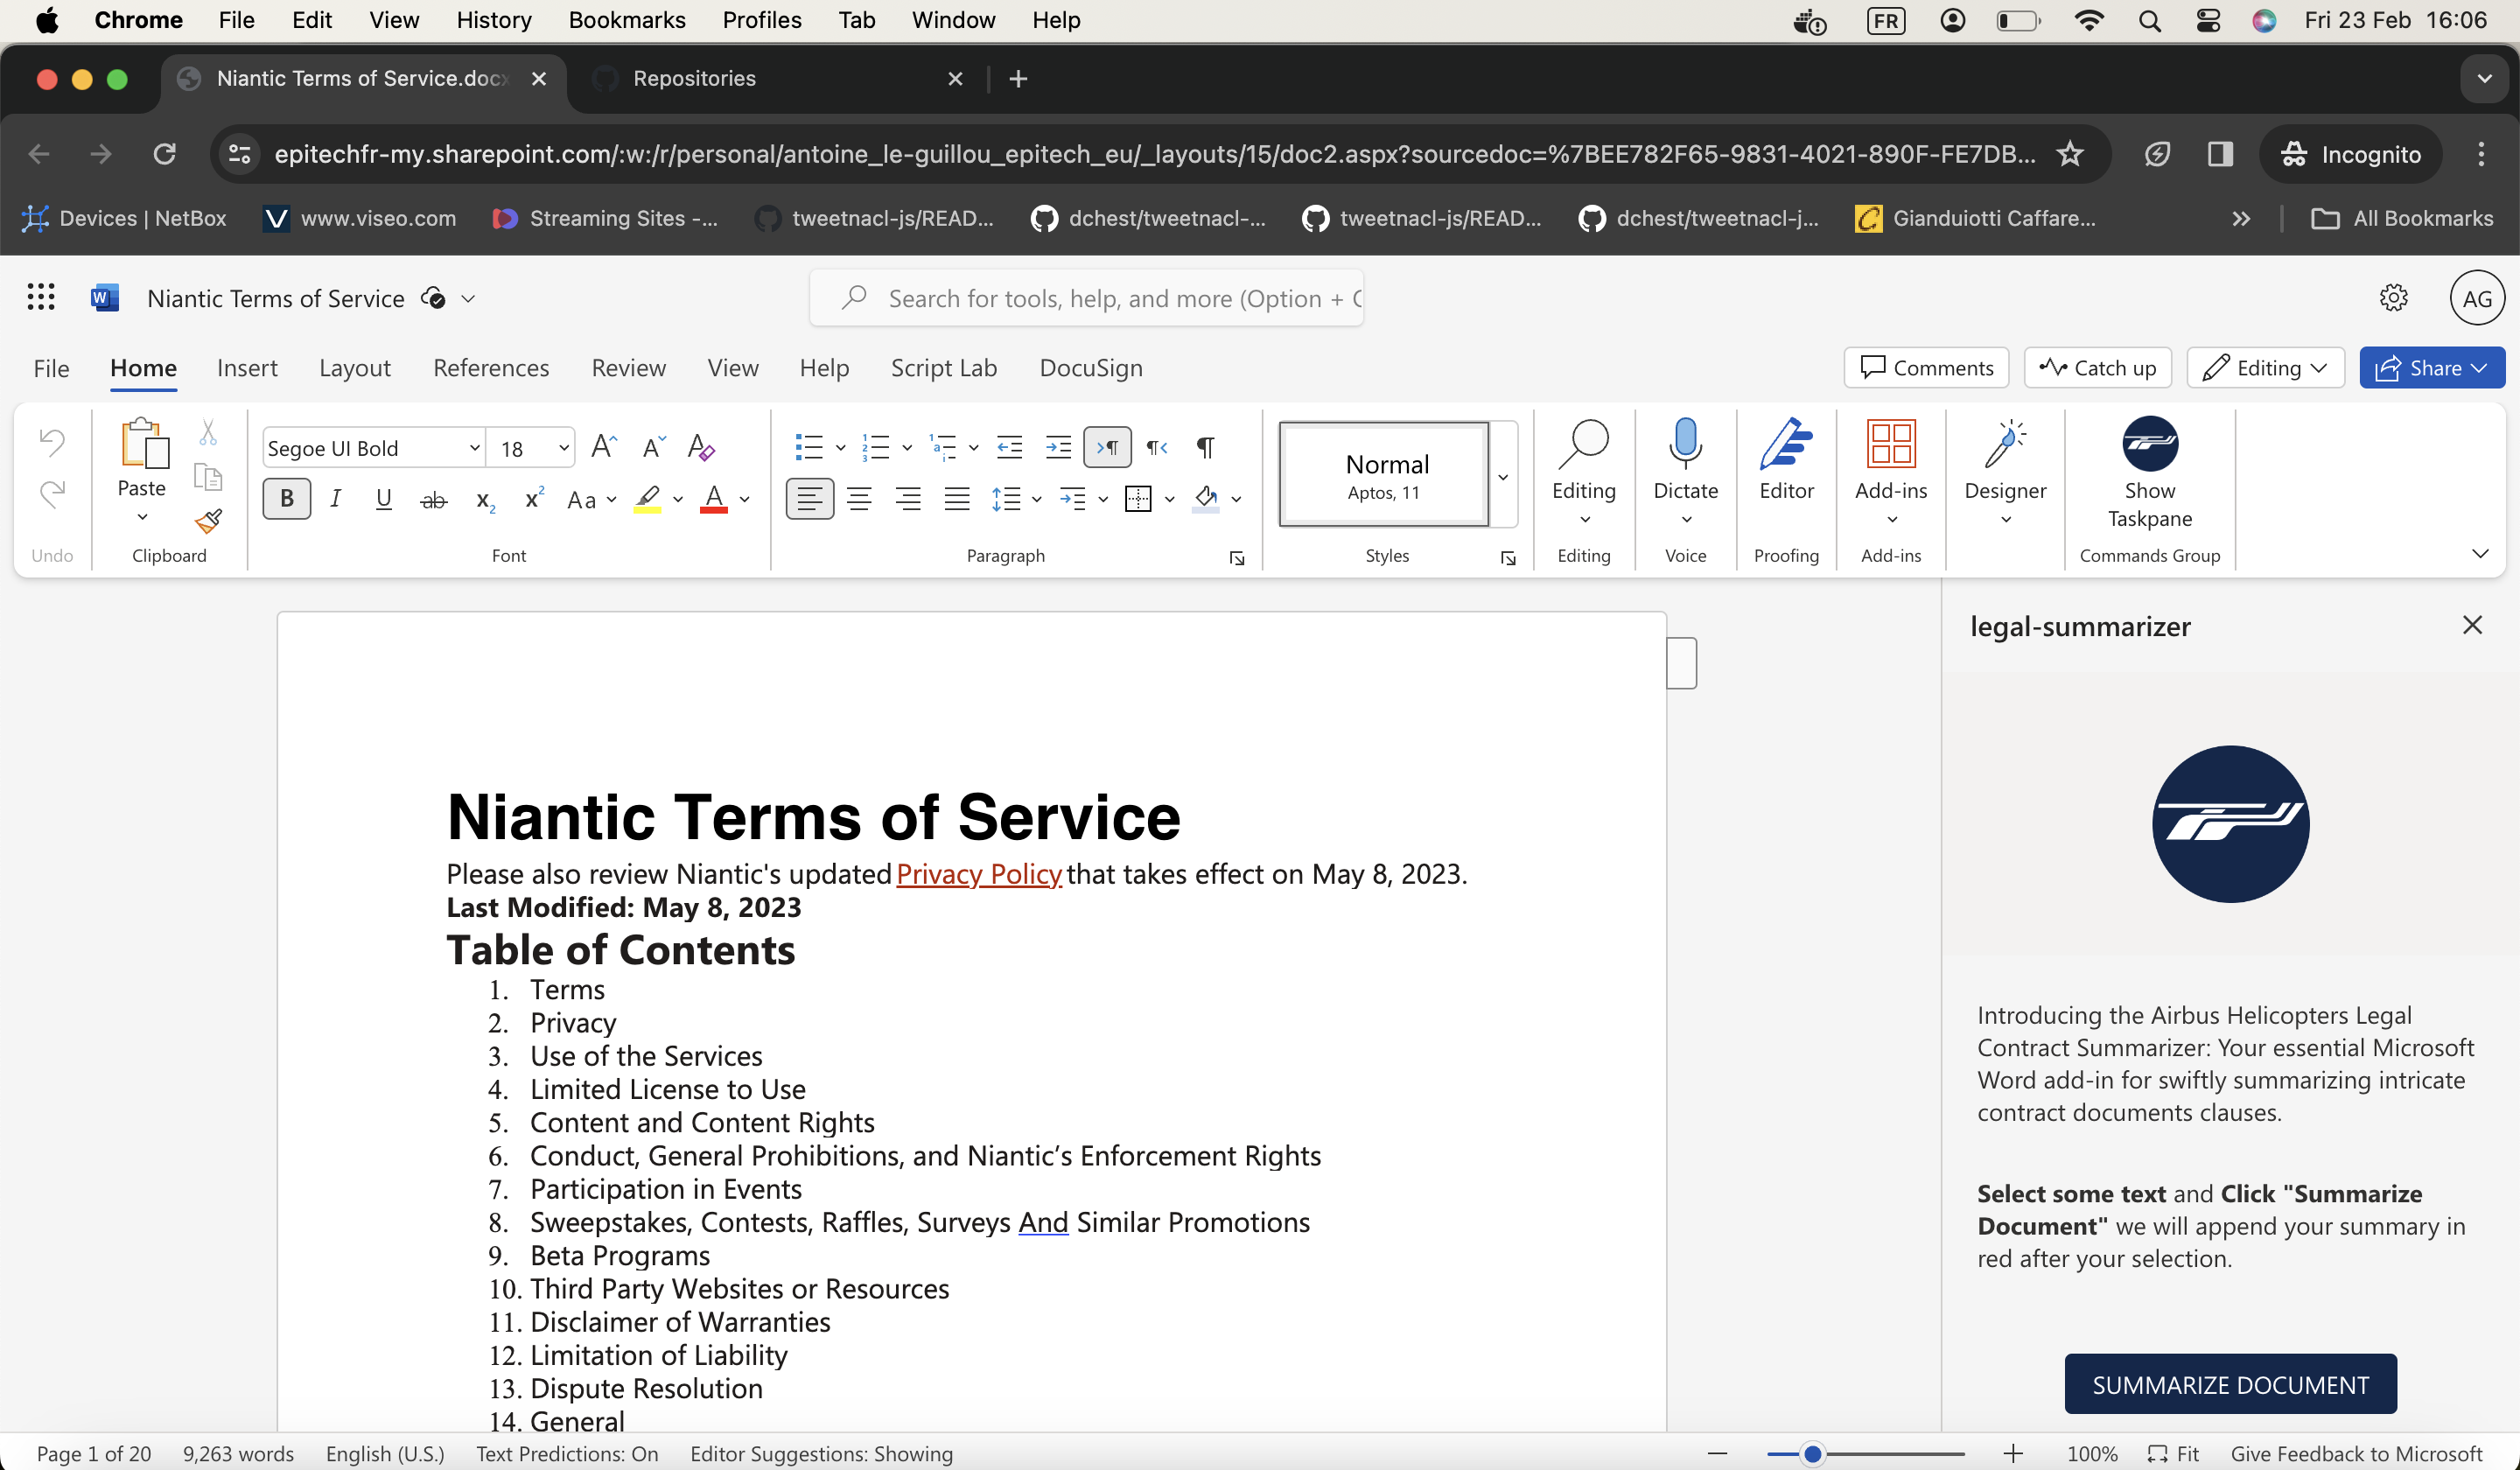 Chrome File Edit View History Bookmarks Profiles Tab Window Help FR Fri 23 Feb 16:06
Niantic Terms of Service.docx Repositories
epitechfr-my.sharepoint.com/:w:/r/personal/antoine_le-guillou_epitech_eu/_layouts/15/doc2.aspx?sourcedoc=%7BEE782F65-9831-4021-890F-FE7DB... Incognito
Devices | NetBox www.viseo.com Streaming Sites -... tweetnacl-js/READ... dchest/tweetnacl-... tweetnacl-js/READ... dchest/tweetnacl-j... Gianduiotti Caffare... » All Bookmarks
Niantic Terms of Service Search for tools, help, and more (Option + AG
File Home Insert Layout References Review View Help Script Lab DocuSign Comments Catch up Editing Share
Segoe UI Bold 18
Paste
Normal
Aptos, 11
Editing Dictate Editor Add-ins Designer Show
Taskpane
Undo Clipboard Font Paragraph Styles Editing Voice Proofing Add-ins Commands Group
Niantic Terms of Service
Please also review Niantic's updated Privacy Policy that takes effect on May 8, 2023.
Last Modified: May 8, 2023
Table of Contents
1. Terms
2. Privacy
3. Use of the Services
4. Limited License to Use
5. Content and Content Rights
6. Conduct, General Prohibitions, and Niantic’s Enforcement Rights
7. Participation in Events
8. Sweepstakes, Contests, Raffles, Surveys And Similar Promotions
9. Beta Programs
10. Third Party Websites or Resources
11. Disclaimer of Warranties
12. Limitation of Liability
13. Dispute Resolution
14. General
legal-summarizer
Introducing the Airbus Helicopters Legal
Contract Summarizer: Your essential Microsoft
Word add-in for swiftly summarizing intricate
contract documents clauses.
Select some text and Click "Summarize
Document" we will append your summary in
red after your selection.
SUMMARIZE DOCUMENT
Page 1 of 20 9,263 words English (U.S.) Text Predictions: On Editor Suggestions: Showing 100% Fit Give Feedback to Microsoft